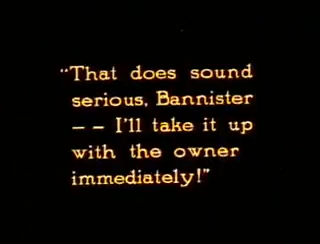 "That does sound
serious, Bannister
-- I'll take it up
with the owner
immediately!"